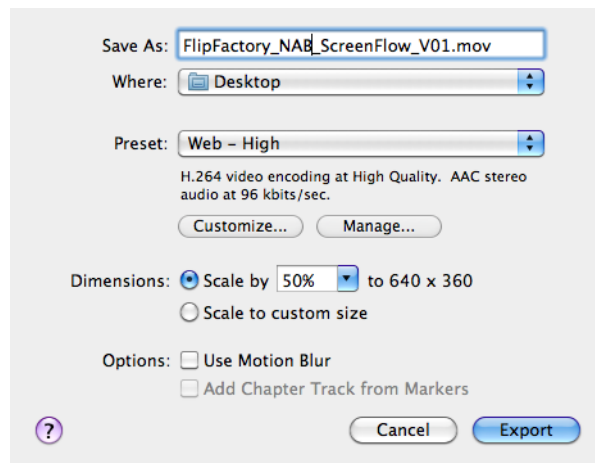 Save As: FlipFactory_NAB_ScreenFlow_V01.mov
Where: Desktop
Preset: Web – High
H.264 video encoding at High Quality. AAC stereo
audio at 96 kbits/sec.
Customize... Manage...
Dimensions: Scale by 50% to 640 x 360
Scale to custom size
Options: Use Motion Blur
Add Chapter Track from Markers
? Cancel Export